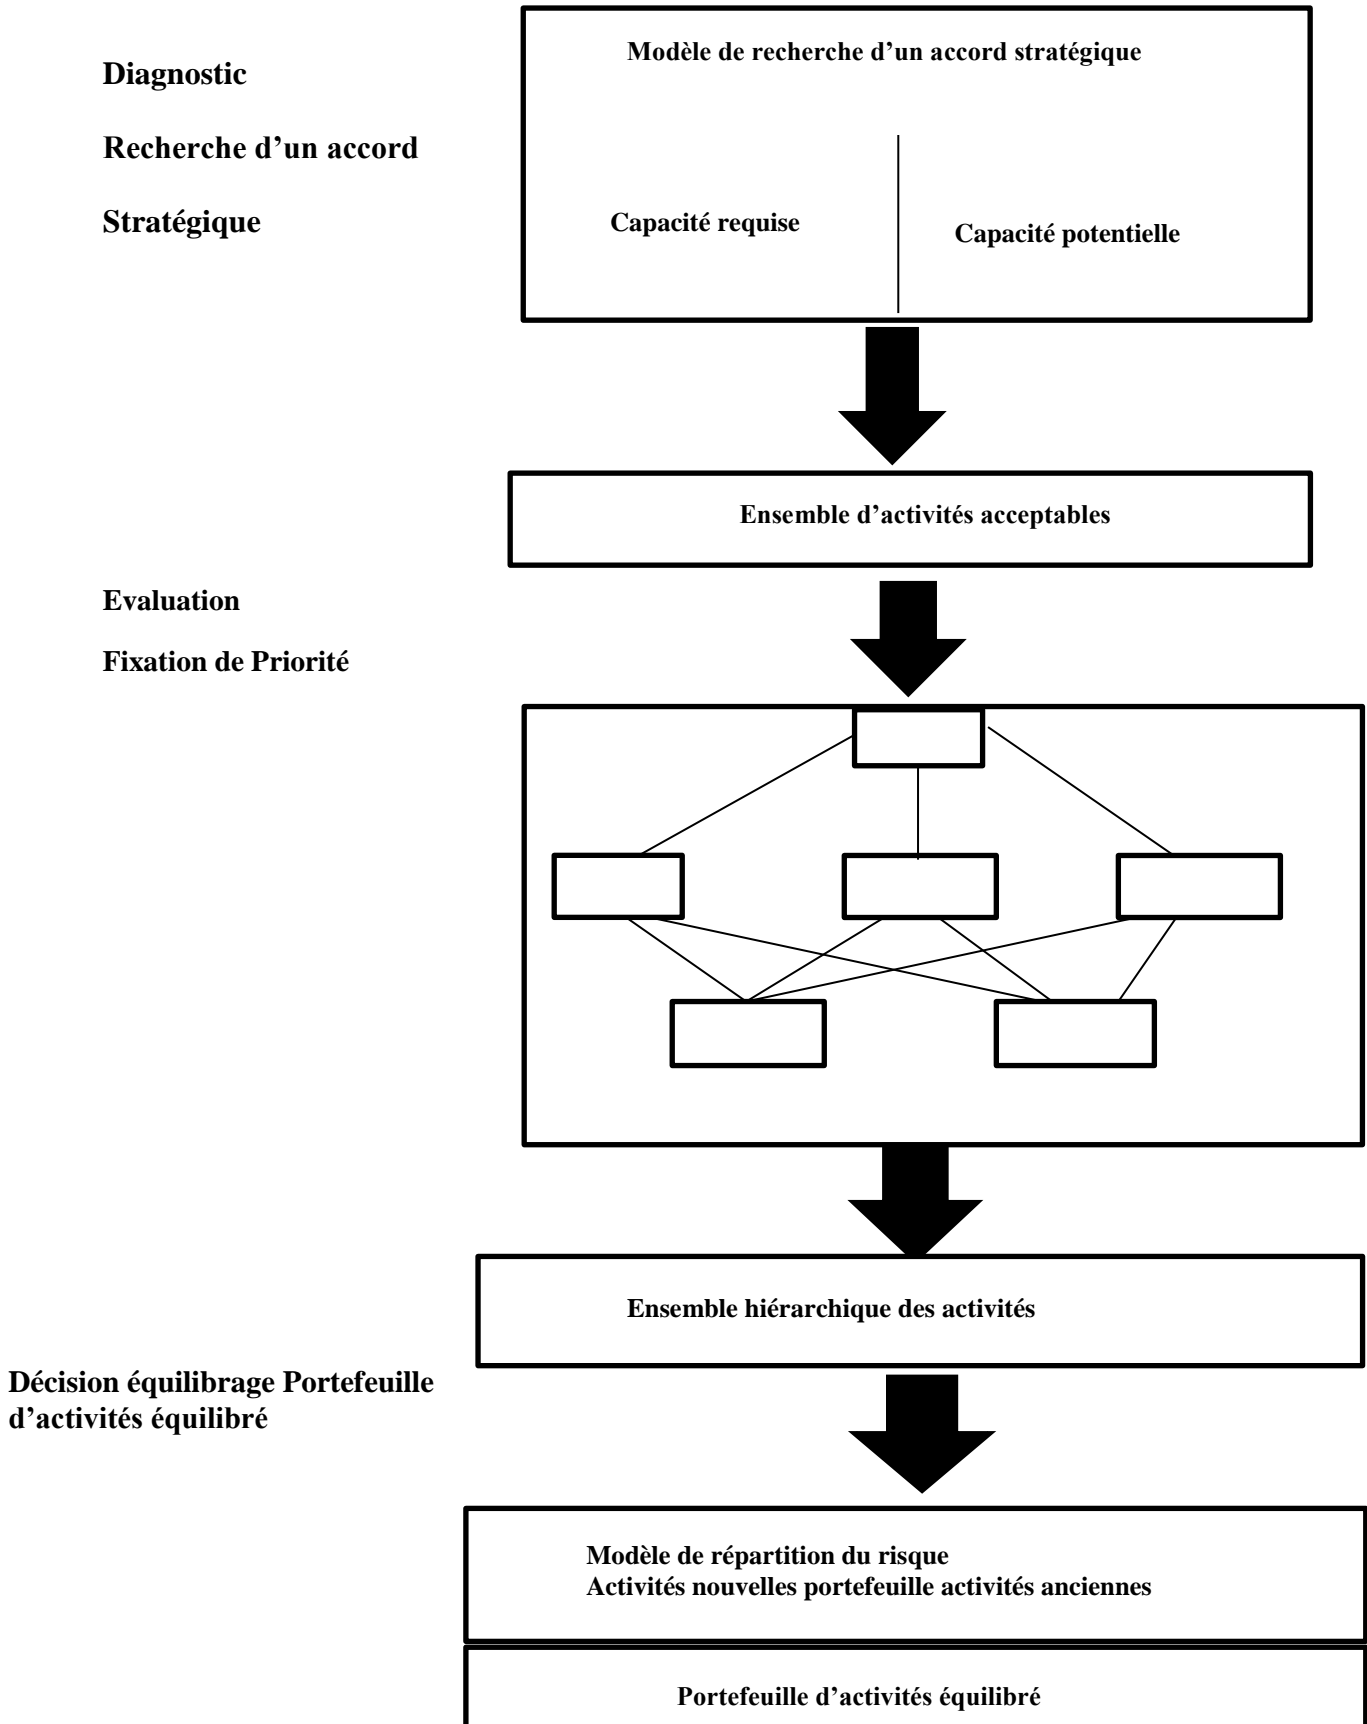 Modèle de recherche d’un accord stratégique
Diagnostic
Recherche d’un accord
Stratégique
Capacité requise
Capacité potentielle
Ensemble d’activités acceptables
Evaluation
Fixation de Priorité
Ensemble hiérarchique des activités
Décision équilibrage Portefeuille
d’activités équilibré
Modèle de répartition du risque
Activités nouvelles portefeuille activités anciennes
Portefeuille d’activités équilibré